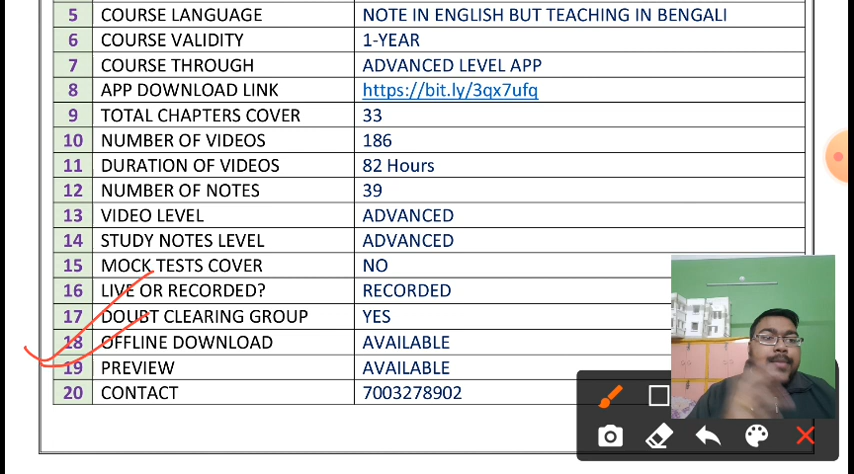 5 COURSE LANGUAGE NOTE IN ENGLISH BUT TEACHING IN BENGALI
6 COURSE VALIDITY 1-YEAR
7 COURSE THROUGH ADVANCED LEVEL APP
8 APP DOWNLOAD LINK https://bit.ly/3qx7ufq
9 TOTAL CHAPTERS COVER 33
10 NUMBER OF VIDEOS 186
11 DURATION OF VIDEOS 82 Hours
12 NUMBER OF NOTES 39
13 VIDEO LEVEL ADVANCED
14 STUDY NOTES LEVEL ADVANCED
15 MOCK TESTS COVER NO
16 LIVE OR RECORDED? RECORDED
17 DOUBT CLEARING GROUP YES
18 OFFLINE DOWNLOAD AVAILABLE
19 PREVIEW AVAILABLE
20 CONTACT 7003278902